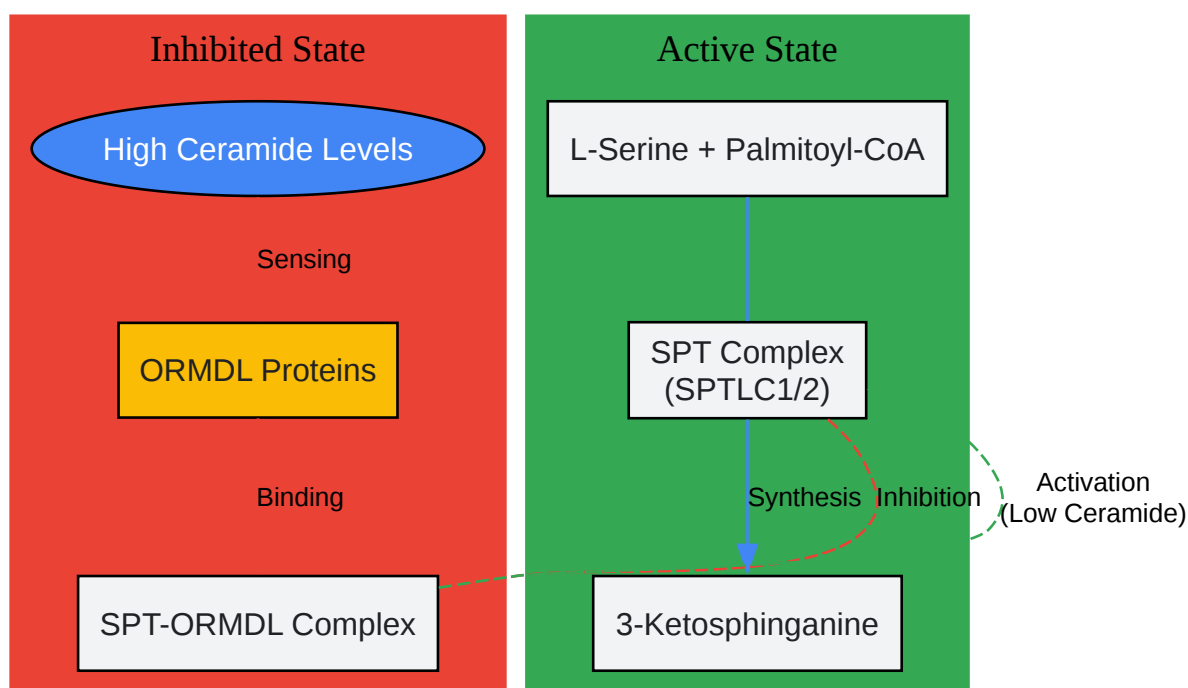 Inhibited State
High Ceramide Levels
Sensing
ORMDL Proteins
Binding
SPT-ORMDL Complex
Active State
L-Serine + Palmitoyl-CoA
SPT Complex
(SPTLC1/2)
Synthesis
Inhibition
3-Ketosphinganine
Activation
(Low Ceramide)